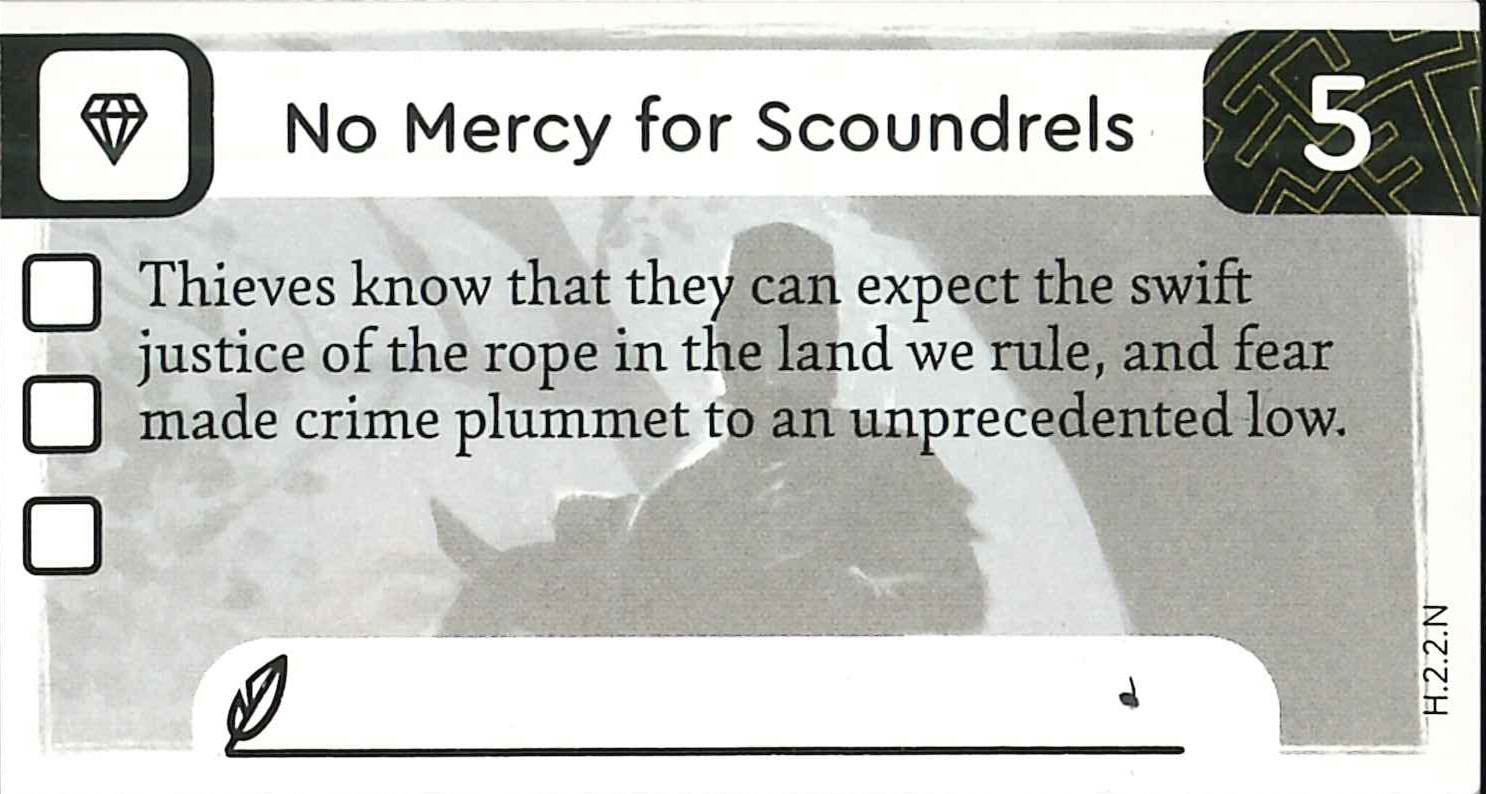 No Mercy for Scoundrels
5
Thieves know that they can expect the swift
justice of the rope in the land we rule, and fear
made crime plummet to an unprecedented low.
d
H.2.2.N